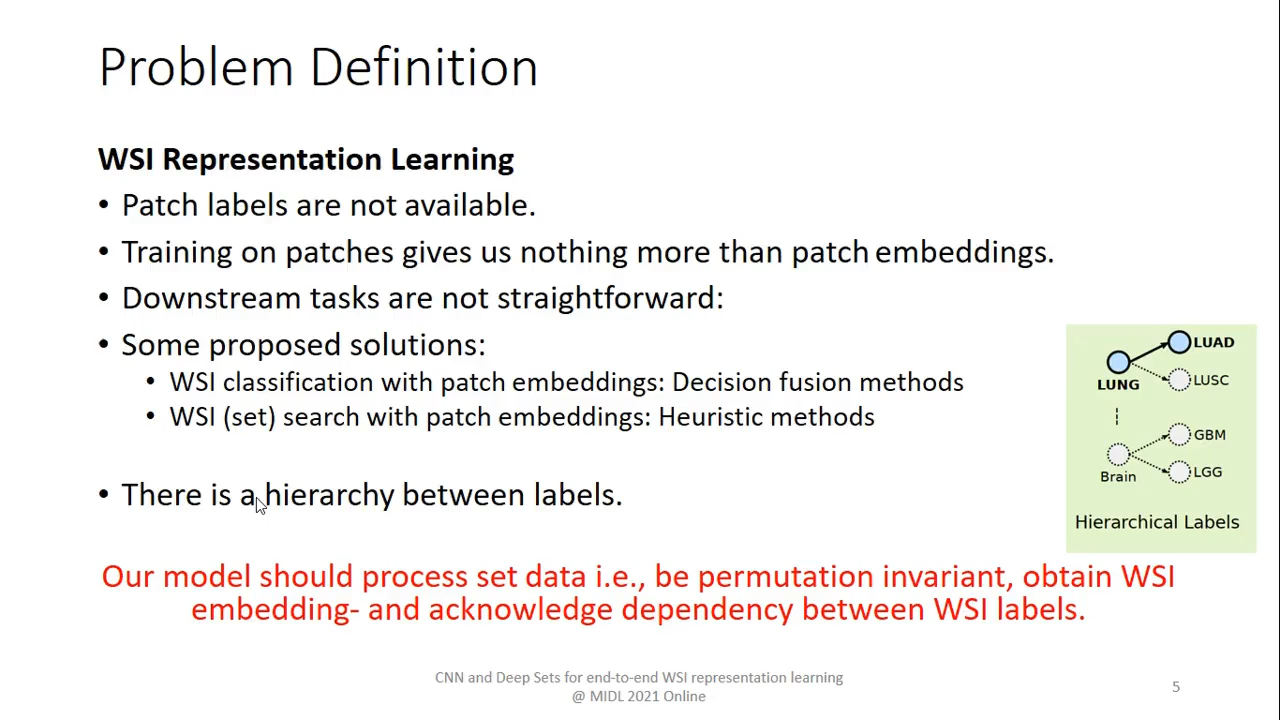 Problem Definition
WSI Representation Learning
• Patch labels are not available.
• Training on patches gives us nothing more than patch embeddings.
• Downstream tasks are not straightforward:
• Some proposed solutions:
• WSI classification with patch embeddings: Decision fusion methods
• WSI (set) search with patch embeddings: Heuristic methods
• There is a hierarchy between labels.
LUAD
LUNG
LUSC
GBM
Brain
LGG
Hierarchical Labels
Our model should process set data i.e., be permutation invariant, obtain WSI
embedding- and acknowledge dependency between WSI labels.
CNN and Deep Sets for end-to-end WSI representation learning
@ MIDL 2021 Online
5